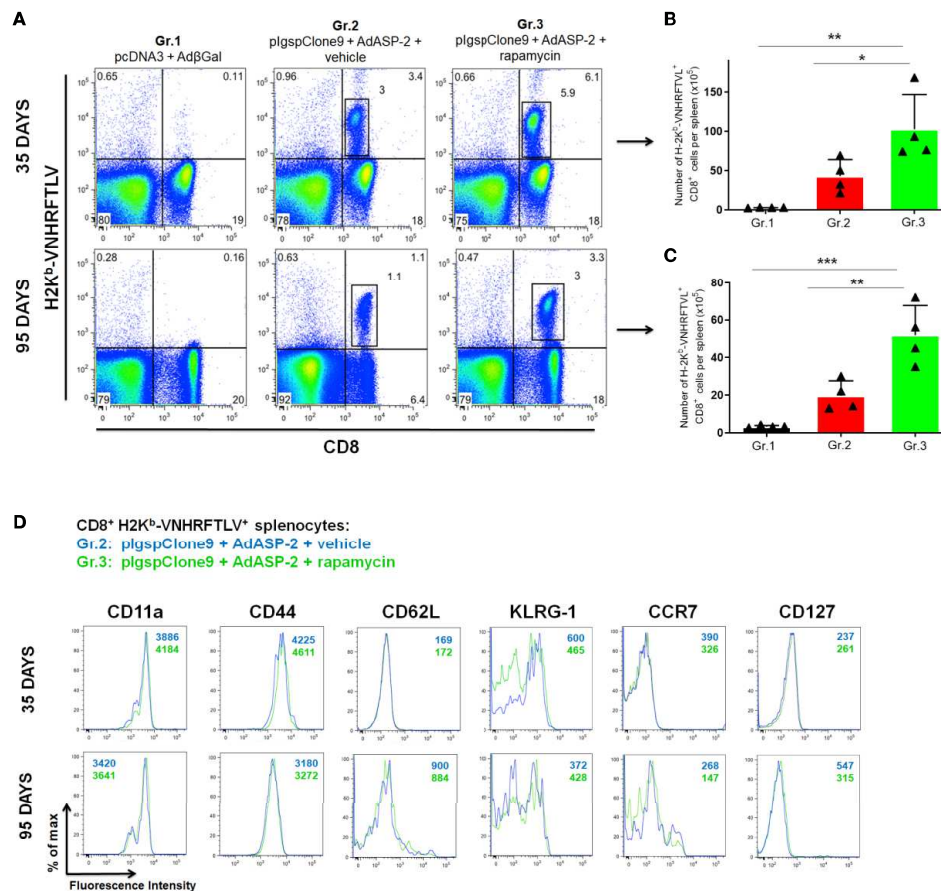 A
Gr.1
pcDNA3 + AdβGal
Gr.2
pIgspClone9 + AdASP-2 +
vehicle
Gr.3
pIgspClone9 + AdASP-2 +
rapamycin
35 DAYS
95 DAYS
H2Kᵇ-VNHRFTLV
0.65 0.11
80 19
0.96 3.4
3
78 18
0.66 6.1
5.9
75 18
0.28 0.16
79 20
0.63 1.1
1.1
92 6.4
0.47 3.3
3
79 18
CD8
B
Number of H-2Kᵇ-VNHRFTVL⁺
CD8⁺ cells per spleen (x10⁵)
**
*
150
100
50
0
Gr.1 Gr.2 Gr.3
C
Number of H-2Kᵇ-VNHRFTVL⁺
CD8⁺ cells per spleen (x10⁵)
***
**
80
60
40
20
0
Gr.1 Gr.2 Gr.3
D
CD8⁺ H2Kᵇ-VNHRFTLV⁺ splenocytes:
Gr.2: pIgspClone9 + AdASP-2 + vehicle
Gr.3: pIgspClone9 + AdASP-2 + rapamycin
CD11a CD44 CD62L KLRG-1 CCR7 CD127
35 DAYS
3886 4225 169 600 390 237
4184 4611 172 465 326 261
95 DAYS
3420 3180 900 372 268 547
3641 3272 884 428 147 315
% of max
Fluorescence Intensity